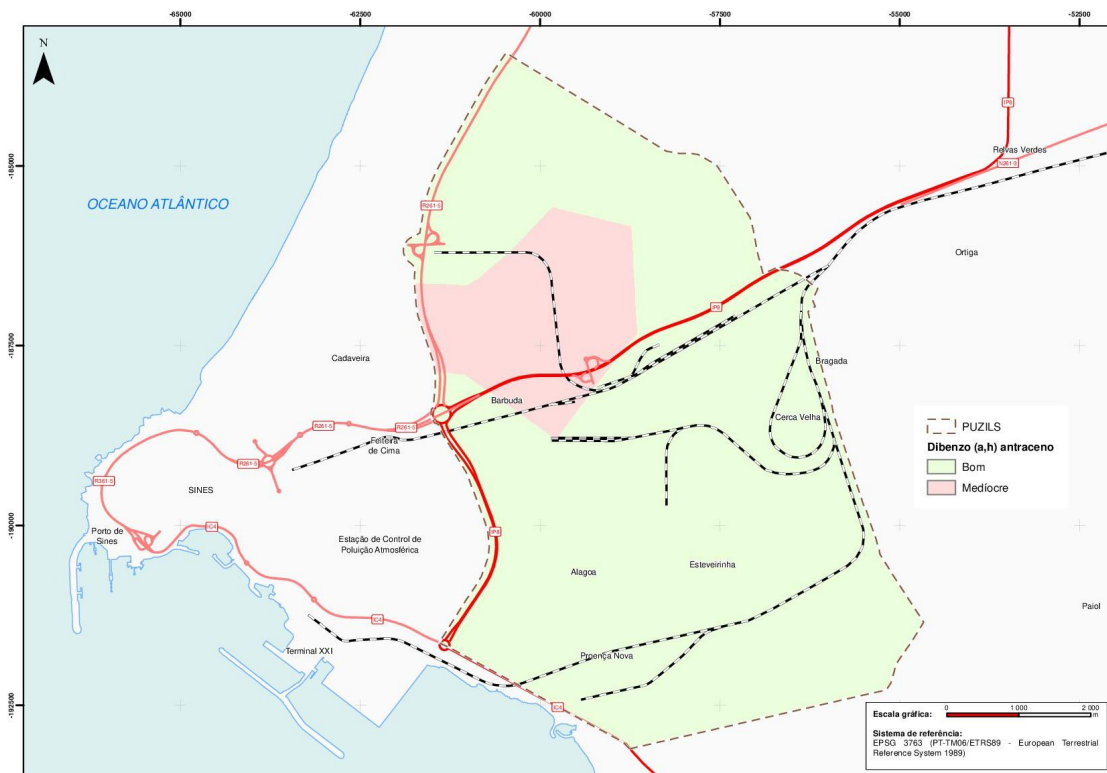 -65000
-62500
-60000
-57500
-55000
-52500
N
IP8
Relvas Verdes
N261-5
-185000
OCEANO ATLÂNTICO
R261-5
Ortiga
IP8
-187500
Cadaveira
Bragada
Barbuda
Cerca Velha
R261-5
R261-5
Feiteira
de Cima
R261-5
R361-5
SINES
PUZILS
Dibenzo (a,h) antraceno
Bom
Medíocre
-190000
Porto de
Sines
IC4
IP8
Estação de Control de
Poluição Atmosférica
Alagoa
Esteveirinha
Paiol
IC4
Terminal XXI
Proença Nova
-192500
IC4
Escala gráfica:
0
1 000
2 000
m
Sistema de referência:
EPSG 3763 (PT-TM06/ETRS89 - European Terrestrial
Reference System 1989)